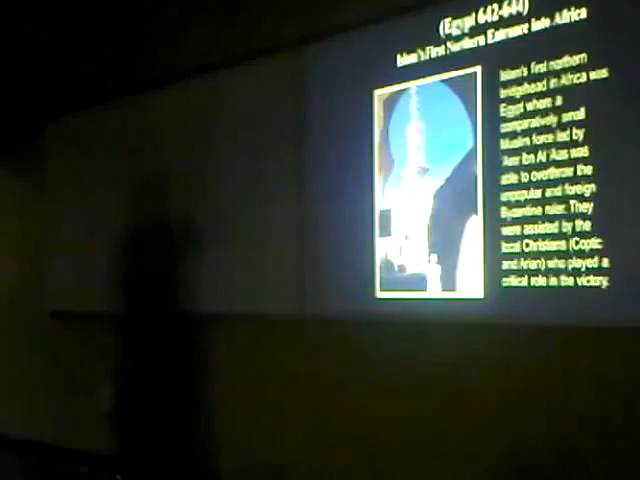 (Egypt 642-644)
Islam's First Northern Entrance Into Africa
Islam's first northern
bridgehead in Africa was
Egypt where a
comparatively small
Muslim force led by
'Amr Ibn Al 'Aas was
able to overthrow the
unpopular and foreign
Byzantine ruler. They
were assisted by the
local Christians (Coptic
and Arian) who played a
critical role in the victory.